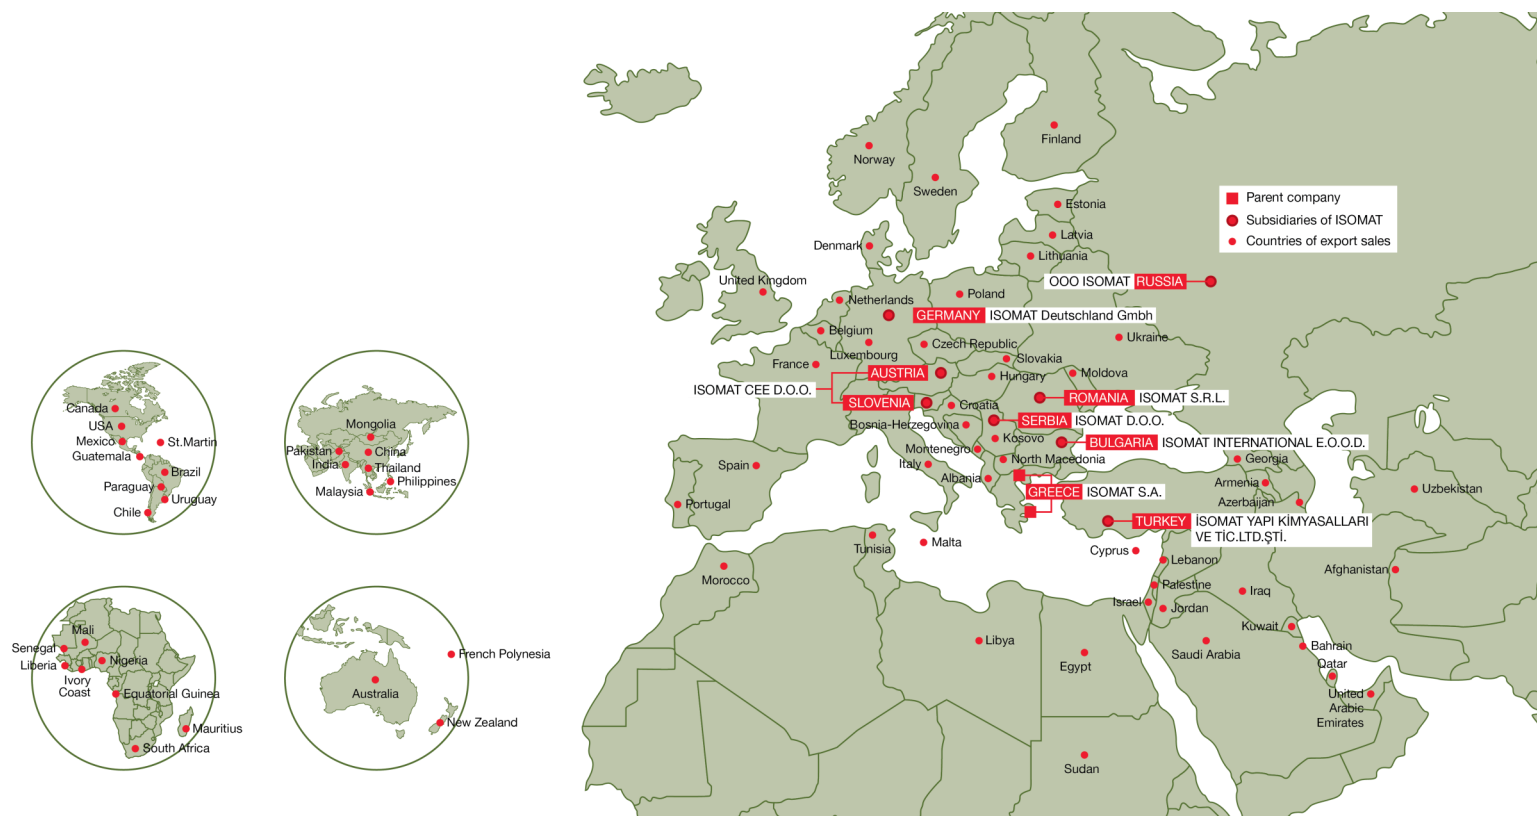 Finland
Norway
Sweden
Parent company
Subsidiaries of ISOMAT
Countries of export sales
Estonia
Latvia
Denmark
Lithuania
United Kingdom
OOO ISOMAT RUSSIA
Poland
Netherlands
GERMANY ISOMAT Deutschland Gmbh
Belgium
Ukraine
Czech Republic
Luxembourg
Slovakia
France
AUSTRIA
Hungary
Moldova
ISOMAT CEE D.O.O.
SLOVENIA
ROMANIA ISOMAT S.R.L.
Croatia
SERBIA ISOMAT D.O.O.
Bosnia-Herzegovina
Kosovo
BULGARIA ISOMAT INTERNATIONAL E.O.O.D.
Montenegro
North Macedonia
Georgia
Italy
Spain
Albania
Armenia
Uzbekistan
GREECE ISOMAT S.A.
Azerbaijan
Portugal
TURKEY İSOMAT YAPI KİMYASALLARI
VE TİC.LTD.ŞTİ.
Malta
Tunisia
Cyprus
Lebanon
Afghanistan
Morocco
Palestine
Iraq
Israel
Jordan
Kuwait
Libya
Bahrain
Saudi Arabia
Egypt
Qatar
United
Arabic
Emirates
Sudan
Canada
USA
Mexico
St.Martin
Guatemala
Brazil
Paraguay
Uruguay
Chile
Mongolia
Pakistan
China
India
Thailand
Philippines
Malaysia
Mali
Senegal
Liberia
Nigeria
Ivory
Coast
Equatorial Guinea
Mauritius
South Africa
French Polynesia
Australia
New Zealand